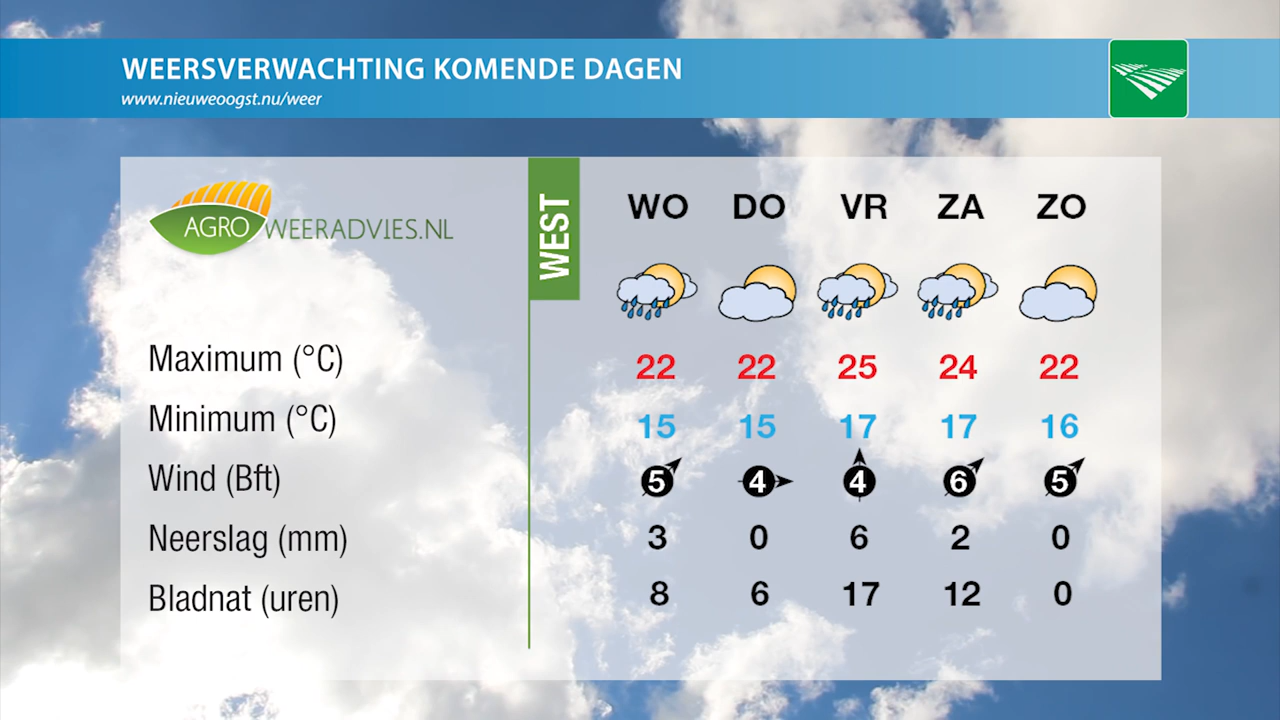 WEERSVERWACHTING KOMENDE DAGEN
www.nieuweoogst.nu/weer
AGRO WEERADVIES.NL
WEST
WO DO VR ZA ZO
Maximum (°C) 22 22 25 24 22
Minimum (°C) 15 15 17 17 16
Wind (Bft) 5 4 4 6 5
Neerslag (mm) 3 0 6 2 0
Bladnat (uren) 8 6 17 12 0